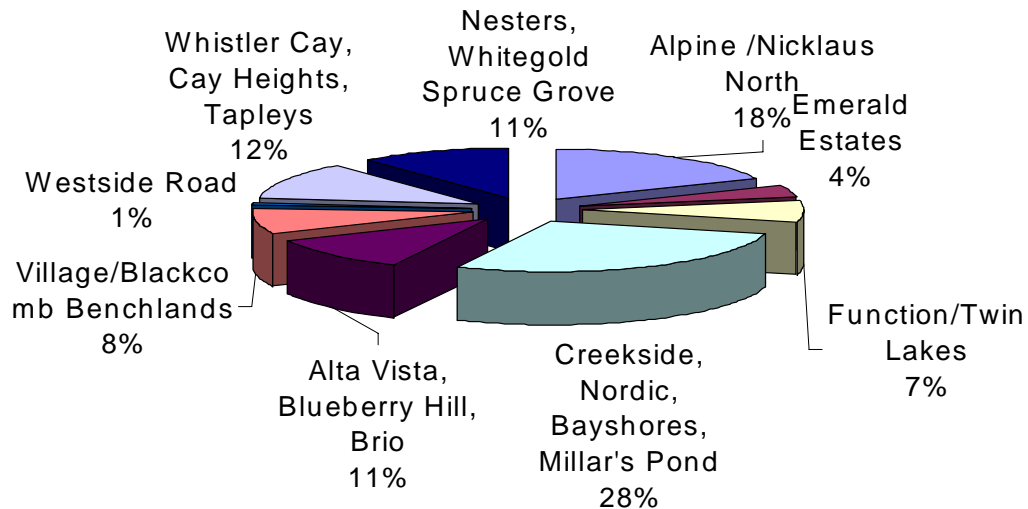 Nesters,
Whitegold
Spruce Grove
11%
Alpine /Nicklaus
North
18%
Emerald
Estates
4%
Function/Twin
Lakes
7%
Creekside,
Nordic,
Bayshores,
Millar's Pond
28%
Alta Vista,
Blueberry Hill,
Brio
11%
Village/Blackco
mb Benchlands
8%
Westside Road
1%
Whistler Cay,
Cay Heights,
Tapleys
12%